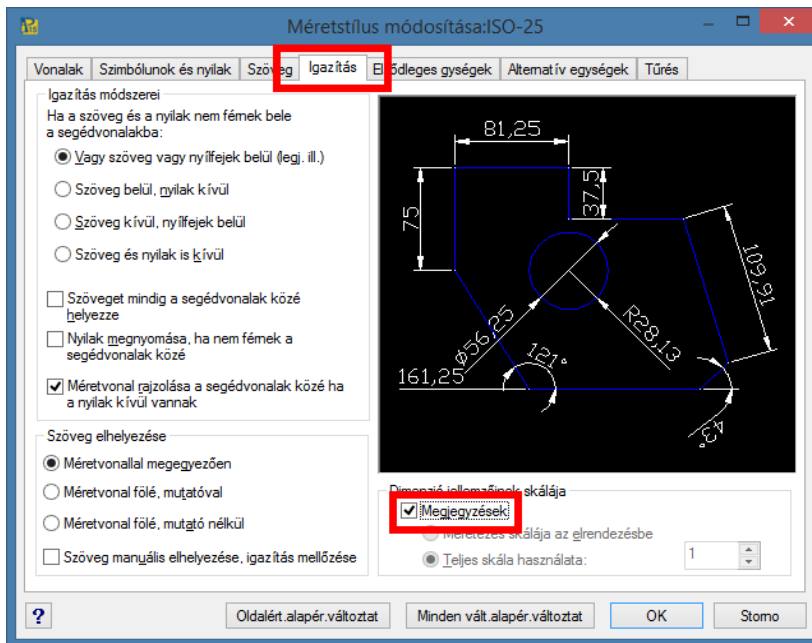 Méretstílus módosítása:ISO-25
Vonalak Szimbólunok és nyilak Szöveg Igazítás Elsődleges gységek Alternatív egységek Tűrés
Igazítás módszerei
Ha a szöveg és a nyilak nem férnek bele
a segédvonalakba:
Vagy szöveg vagy nyílfejek belül (legj. ill.)
Szöveg belül, nyilak kívül
Szöveg kívül, nyílfejek belül
Szöveg és nyilak is kívül
Szöveget mindig a segédvonalak közé
helyezze
Nyilak megnyomása, ha nem férnek a
segédvonalak közé
Méretvonal rajzolása a segédvonalak közé ha
a nyilak kívül vannak
Szöveg elhelyezése
Méretvonallal megegyezően
Méretvonal fölé, mutatóval
Méretvonal fölé, mutató nélkül
Szöveg manuális elhelyezése, igazítás mellőzése
81,25
37,5
75
109,91
ϕ56,25
R28,13
121°
161,25
43°
Dimenzió jellemzőinek skálája
Megjegyzések
Méretezés skálája az elrendezésbe
Teljes skála használata:
1
?
Oldalért.alapér.változtat
Minden vált.alapér.változtat
OK
Storno